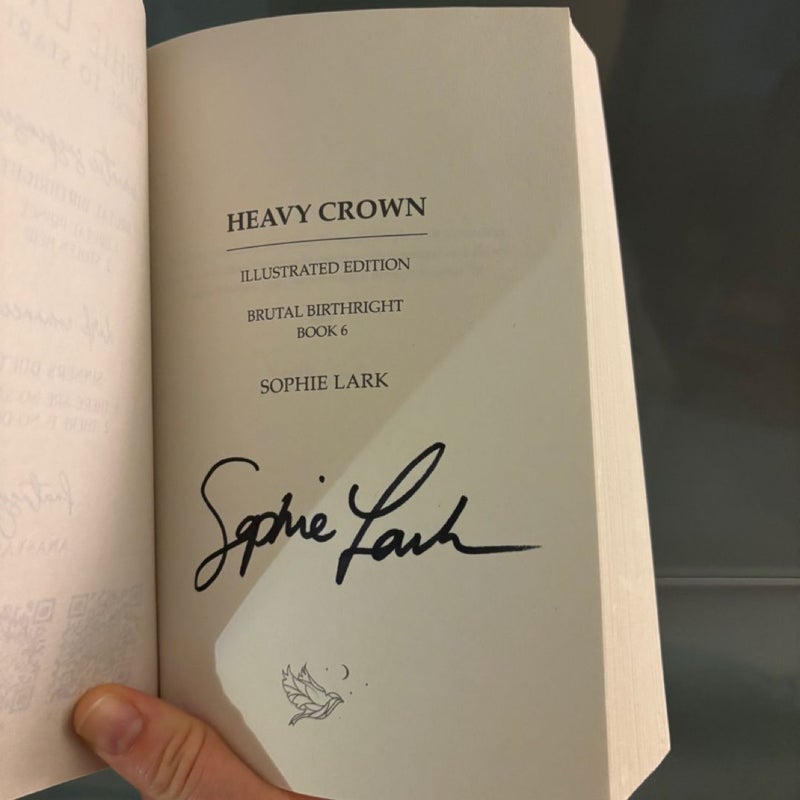 HEAVY CROWN
ILLUSTRATED EDITION
BRUTAL BIRTHRIGHT
BOOK 6
SOPHIE LARK
Sophie Lark